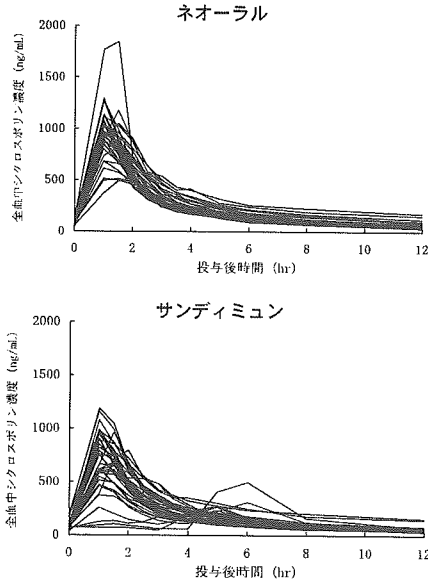 ネオーラル
全血中シクロスポリン濃度 (ng/mL)
2000
1500
1000
500
0
0 2 4 6 8 10 12
投与後時間 (hr)
サンディミュン
全血中シクロスポリン濃度 (ng/mL)
2000
1500
1000
500
0
0 2 4 6 8 10 12
投与後時間 (hr)